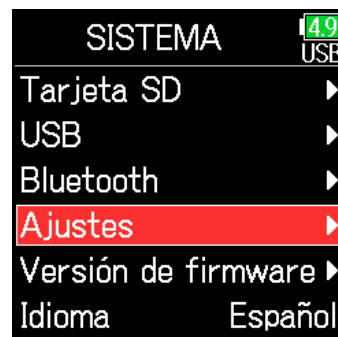 SISTEMA 4.9
USB
Tarjeta SD
USB
Bluetooth
Ajustes
Versión de firmware
Idioma Español